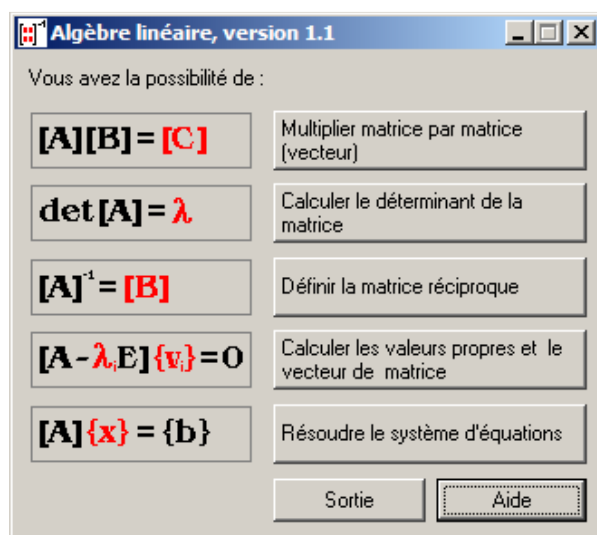 Algèbre linéaire, version 1.1
Vous avez la possibilité de :
[A][B] = [C]
Multiplier matrice par matrice
(vecteur)
det[A] = λ
Calculer le déterminant de la
matrice
[A]⁻¹ = [B]
Définir la matrice réciproque
[A-λᵢE]{vᵢ}=0
Calculer les valeurs propres et le
vecteur de matrice
[A]{x} = {b}
Résoudre le système d'équations
Sortie
Aide